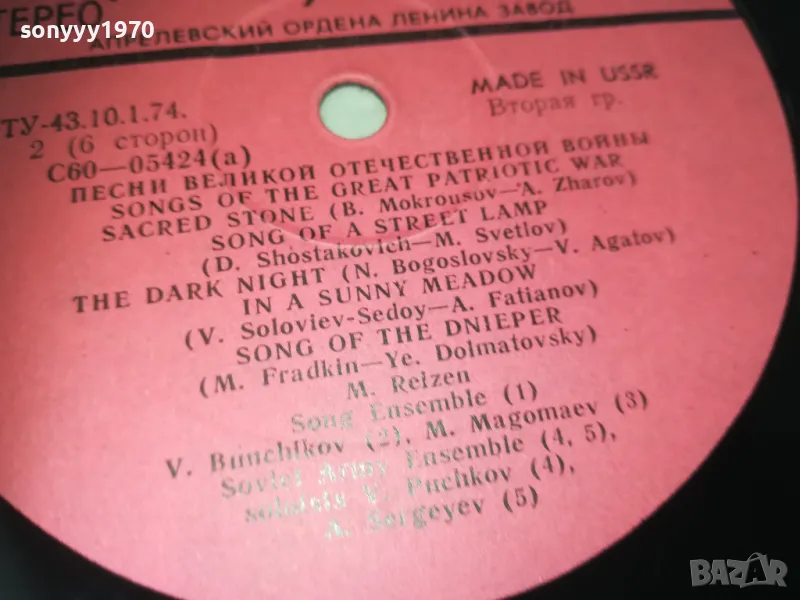 sonyyy1970
ТЕРЕО
АПРЕЛЕВСКИЙ ОРДЕНА ЛЕНИНА ЗАВОД
MADE IN USSR
Вторая гр.
ТУ-43.10.1.74.
2 (6 сторон)
С60—05424(а)
ПЕСНИ ВЕЛИКОЙ ОТЕЧЕСТВЕННОЙ ВОЙНЫ
SONGS OF THE GREAT PATRIOTIC WAR
SACRED STONE (B. Mokrousov—A. Zharov)
SONG OF A STREET LAMP
(D. Shostakovich—M. Svetlov)
THE DARK NIGHT (N. Bogoslovsky—V. Agatov)
IN A SUNNY MEADOW
(V. Soloviev-Sedoy—A. Fatianov)
SONG OF THE DNIEPER
(M. Fradkin—Ye. Dolmatovsky)
M. Reizen
Song Ensemble (1)
V. Bunchikov (2), M. Magomaev (3)
Soviet Army Ensemble (4, 5),
soloists V. Puchkov (4),
A. Sergeyev (5)
BAZAR